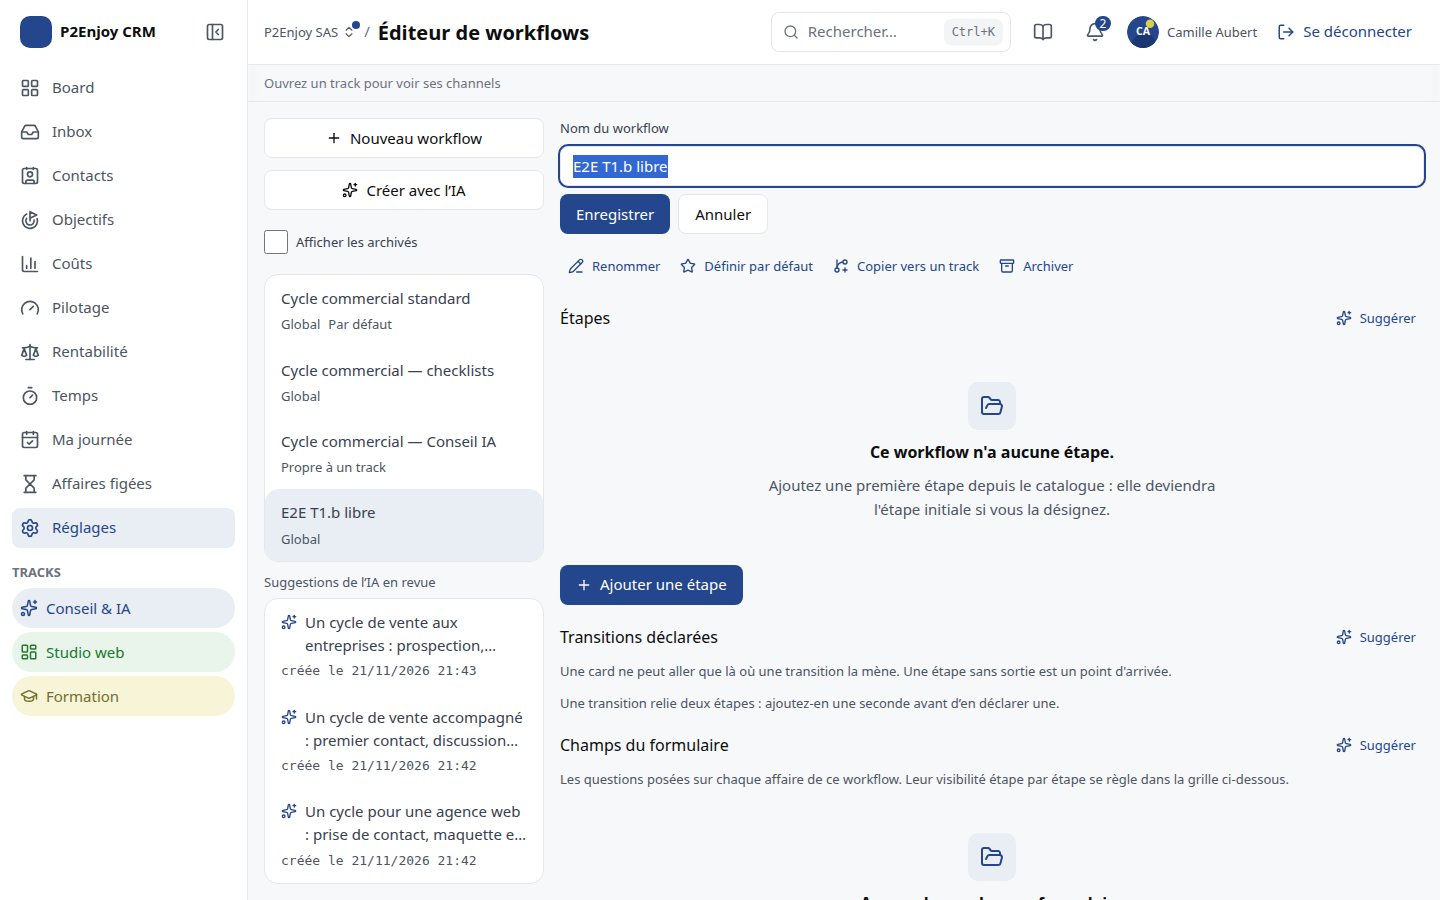 P2Enjoy CRM
Board
Inbox
Contacts
Objectifs
Coûts
Pilotage
Rentabilité
Temps
Ma journée
Affaires figées
Réglages
TRACKS
Conseil & IA
Studio web
Formation
P2Enjoy SAS / Éditeur de workflows
Rechercher... Ctrl+K
2
CA Camille Aubert
Se déconnecter
Ouvrez un track pour voir ses channels
Nouveau workflow
Créer avec l'IA
Afficher les archivés
Cycle commercial standard
Global Par défaut
Cycle commercial — checklists
Global
Cycle commercial — Conseil IA
Propre à un track
E2E T1.b libre
Global
Suggestions de l'IA en revue
Un cycle de vente aux
entreprises : prospection,...
créée le 21/11/2026 21:43
Un cycle de vente accompagné
: premier contact, discussion...
créée le 21/11/2026 21:42
Un cycle pour une agence web
: prise de contact, maquette e...
créée le 21/11/2026 21:42
Nom du workflow
E2E T1.b libre
Enregistrer Annuler
Renommer Définir par défaut Copier vers un track Archiver
Étapes Suggérer
Ce workflow n'a aucune étape.
Ajoutez une première étape depuis le catalogue : elle deviendra
l'étape initiale si vous la désignez.
Ajouter une étape
Transitions déclarées Suggérer
Une card ne peut aller que là où une transition la mène. Une étape sans sortie est un point d'arrivée.
Une transition relie deux étapes : ajoutez-en une seconde avant d'en déclarer une.
Champs du formulaire Suggérer
Les questions posées sur chaque affaire de ce workflow. Leur visibilité étape par étape se règle dans la grille ci-dessous.